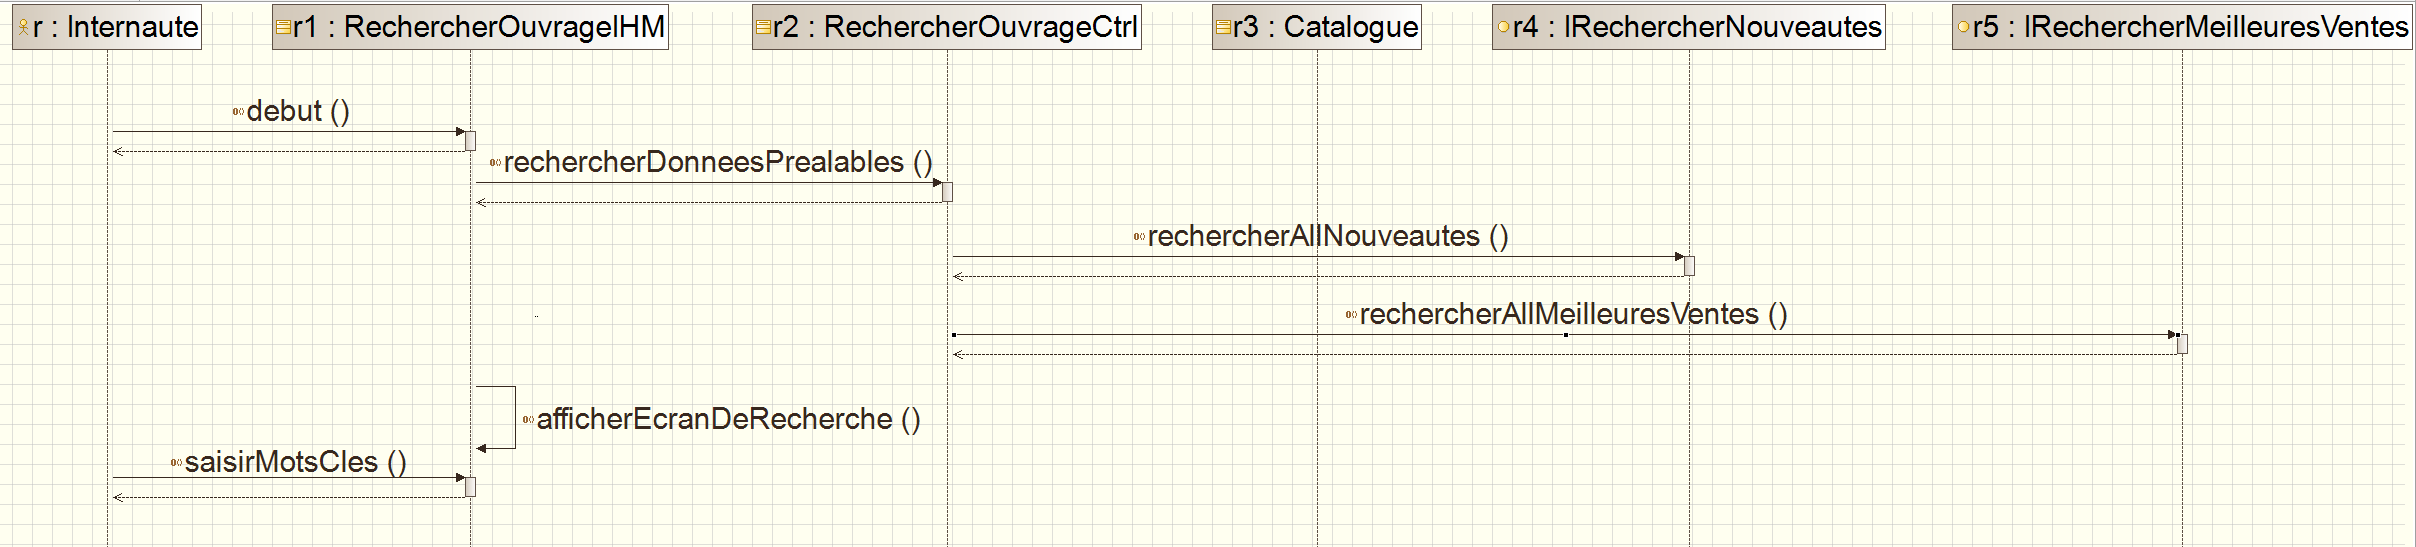 r : Internaute
r1 : RechercherOuvrageIHM
r2 : RechercherOuvrageCtrl
r3 : Catalogue
r4 : IRechercherNouveautes
r5 : IRechercherMeilleuresVentes
debut ()
rechercherDonneesPrealables ()
rechercherAllNouveautes ()
rechercherAllMeilleuresVentes ()
afficherEcranDeRecherche ()
saisirMotsCles ()